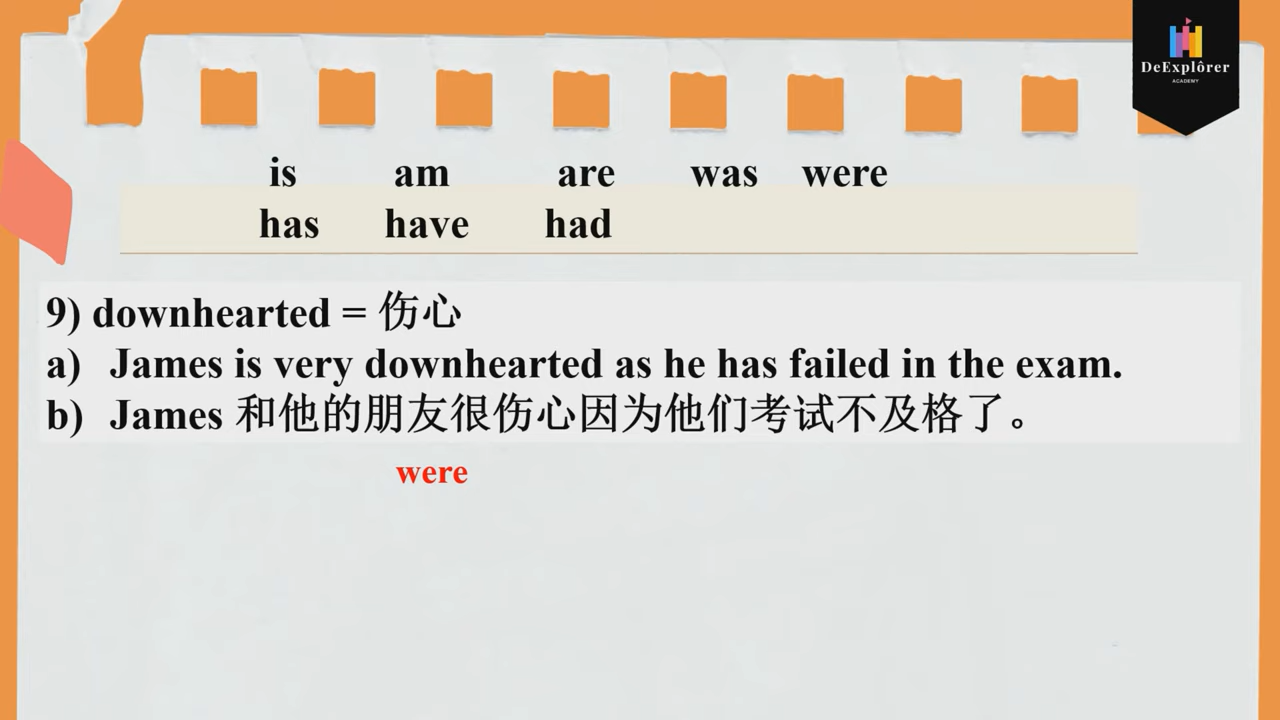 DeExplôrer
ACADEMY
is am are was were
has have had
9) downhearted = 伤心
a) James is very downhearted as he has failed in the exam.
b) James 和他的朋友很伤心因为他们考试不及格了。
were